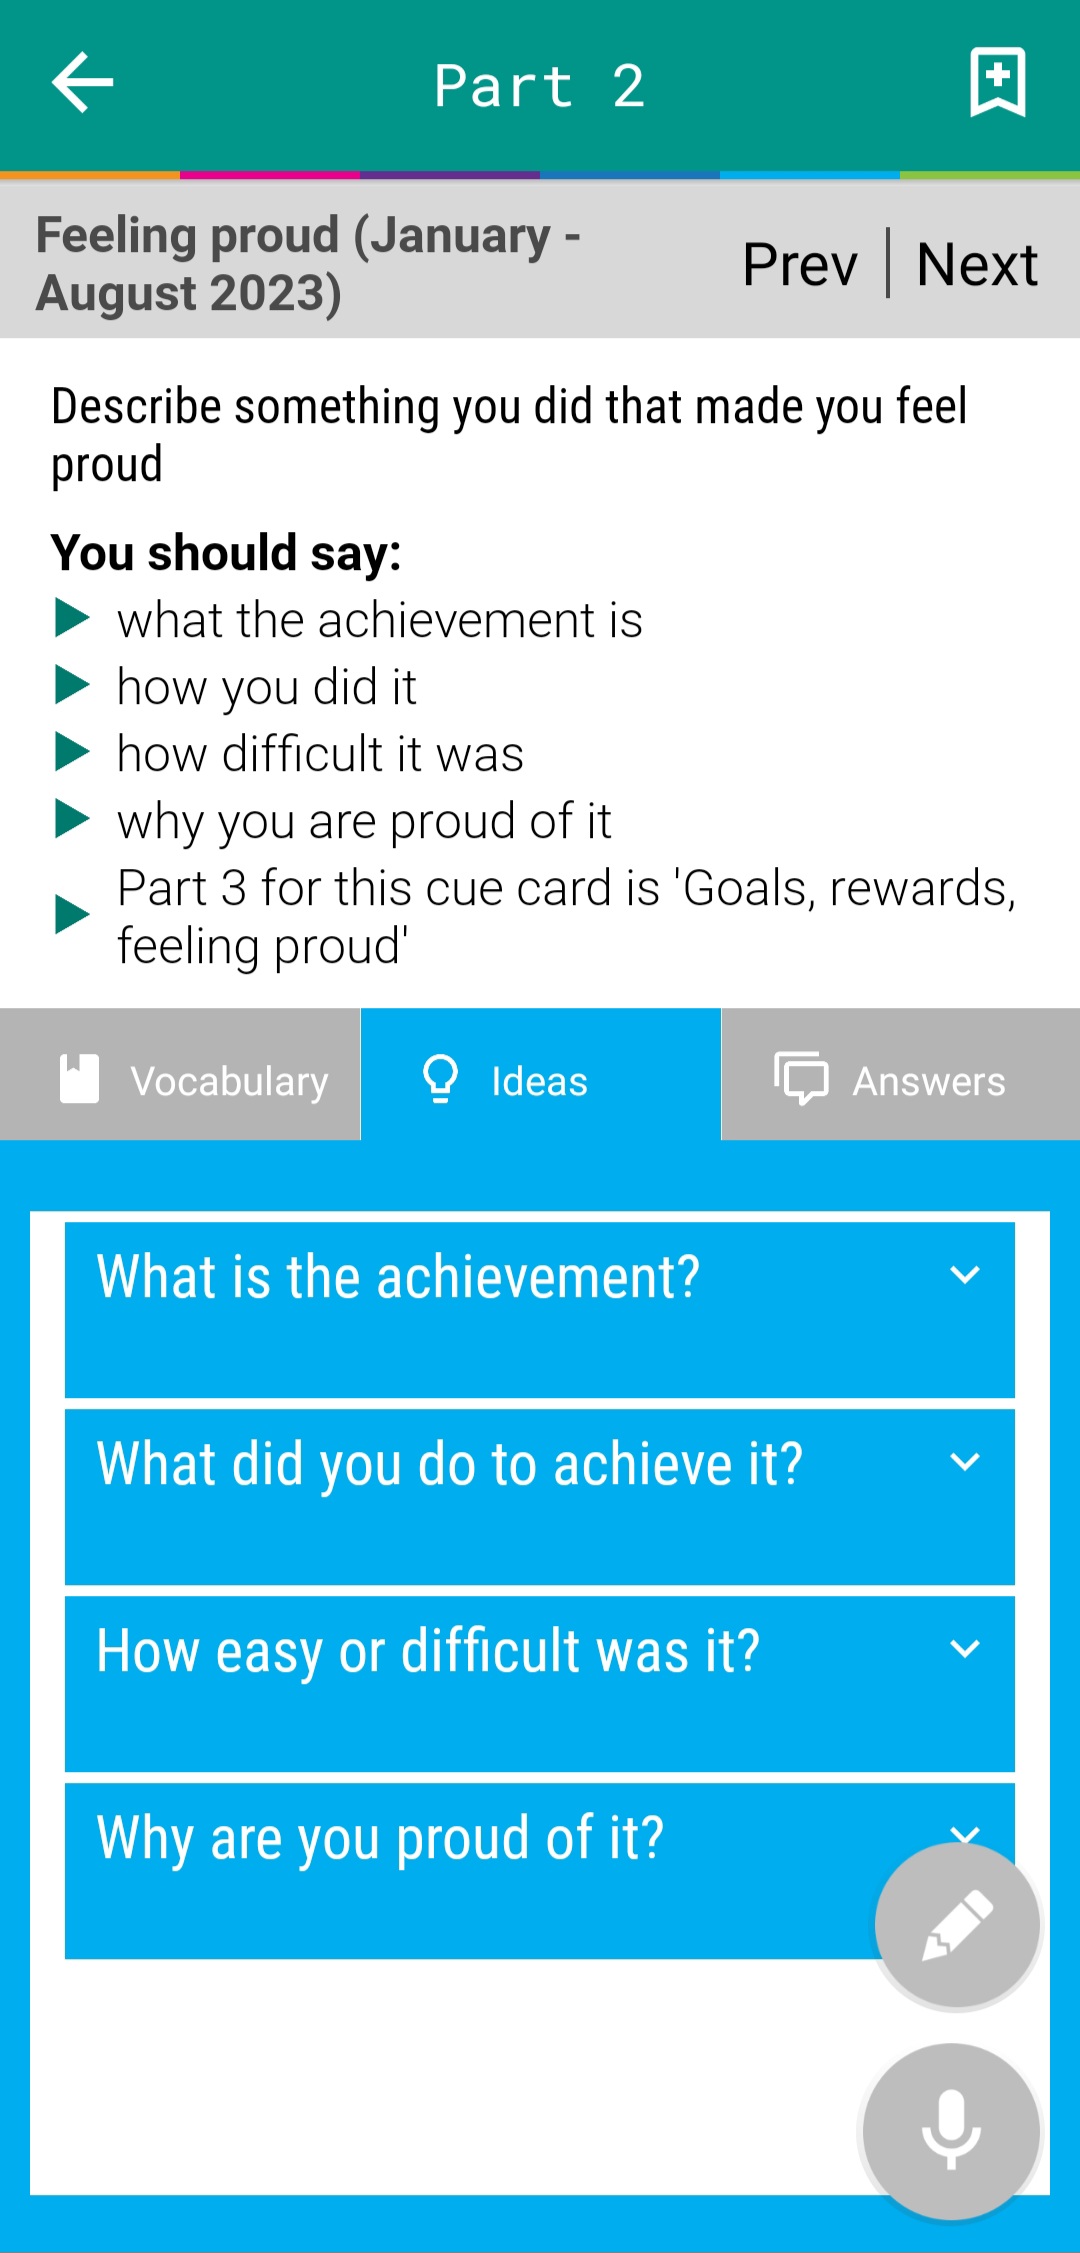 Part 2
Feeling proud (January -
August 2023)
Prev | Next
Describe something you did that made you feel
proud
You should say:
what the achievement is
how you did it
how difficult it was
why you are proud of it
Part 3 for this cue card is 'Goals, rewards,
feeling proud'
Vocabulary
Ideas
Answers
What is the achievement?
What did you do to achieve it?
How easy or difficult was it?
Why are you proud of it?